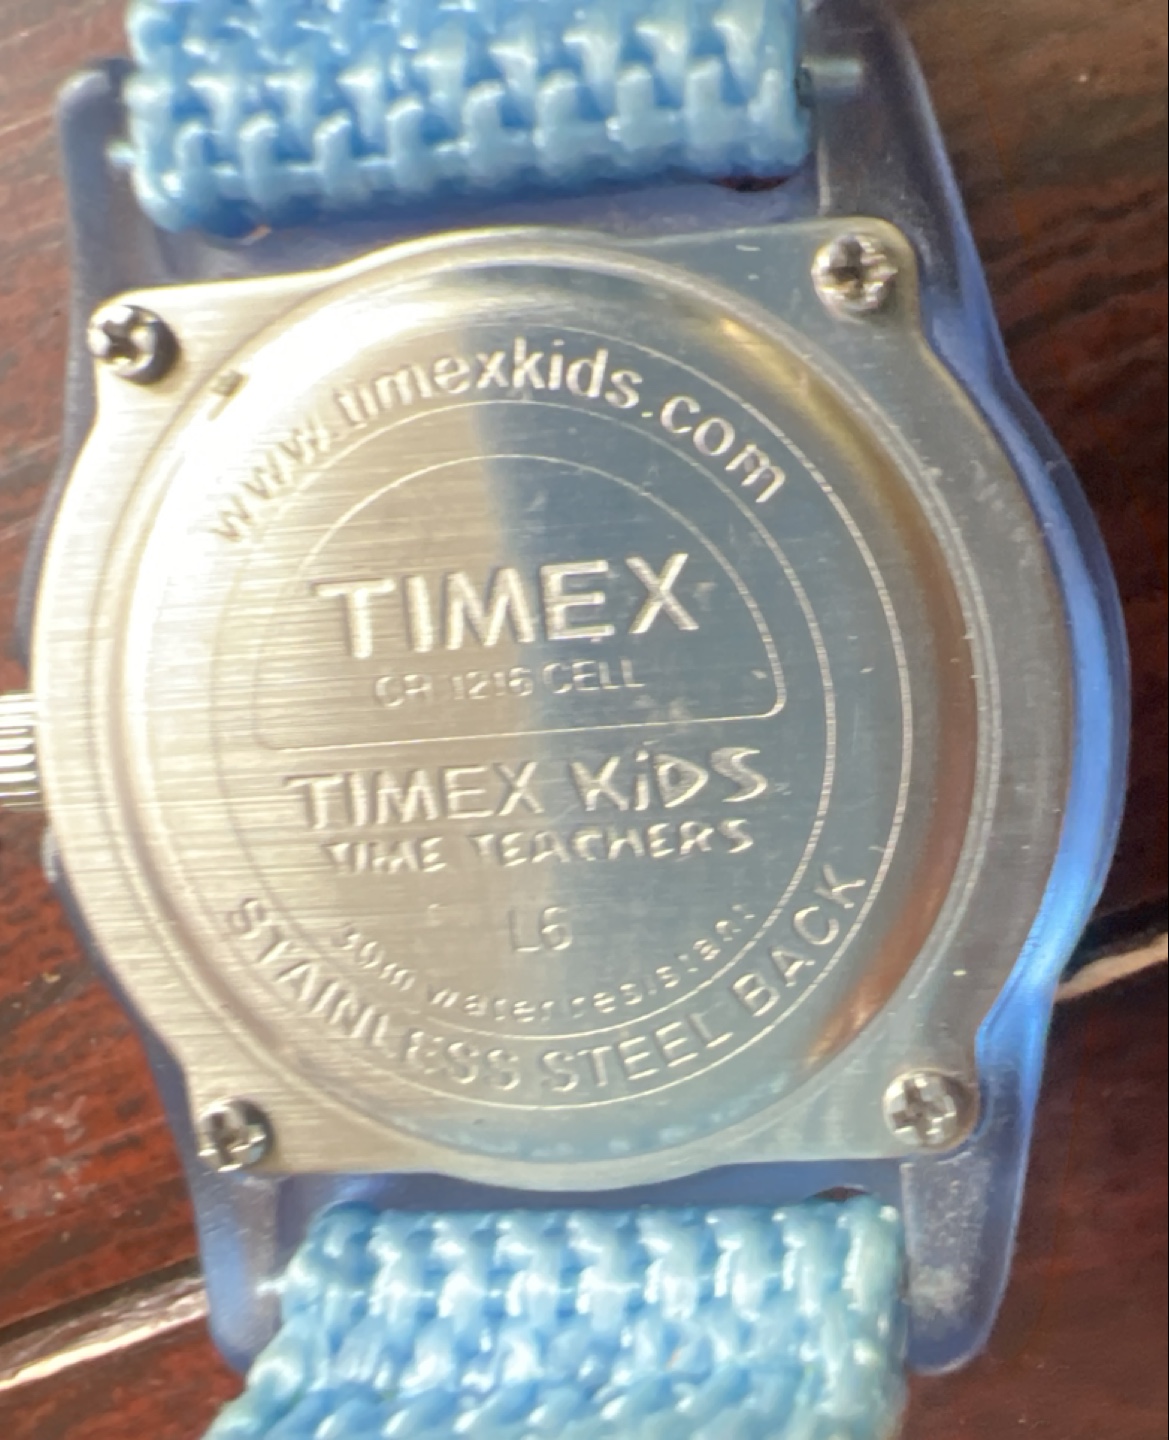 www.timexkids.com
TIMEX
CR 1216 CELL
TIMEX KiDS
TIME TEACHERS
L6
30m water resistant
STAINLESS STEEL BACK